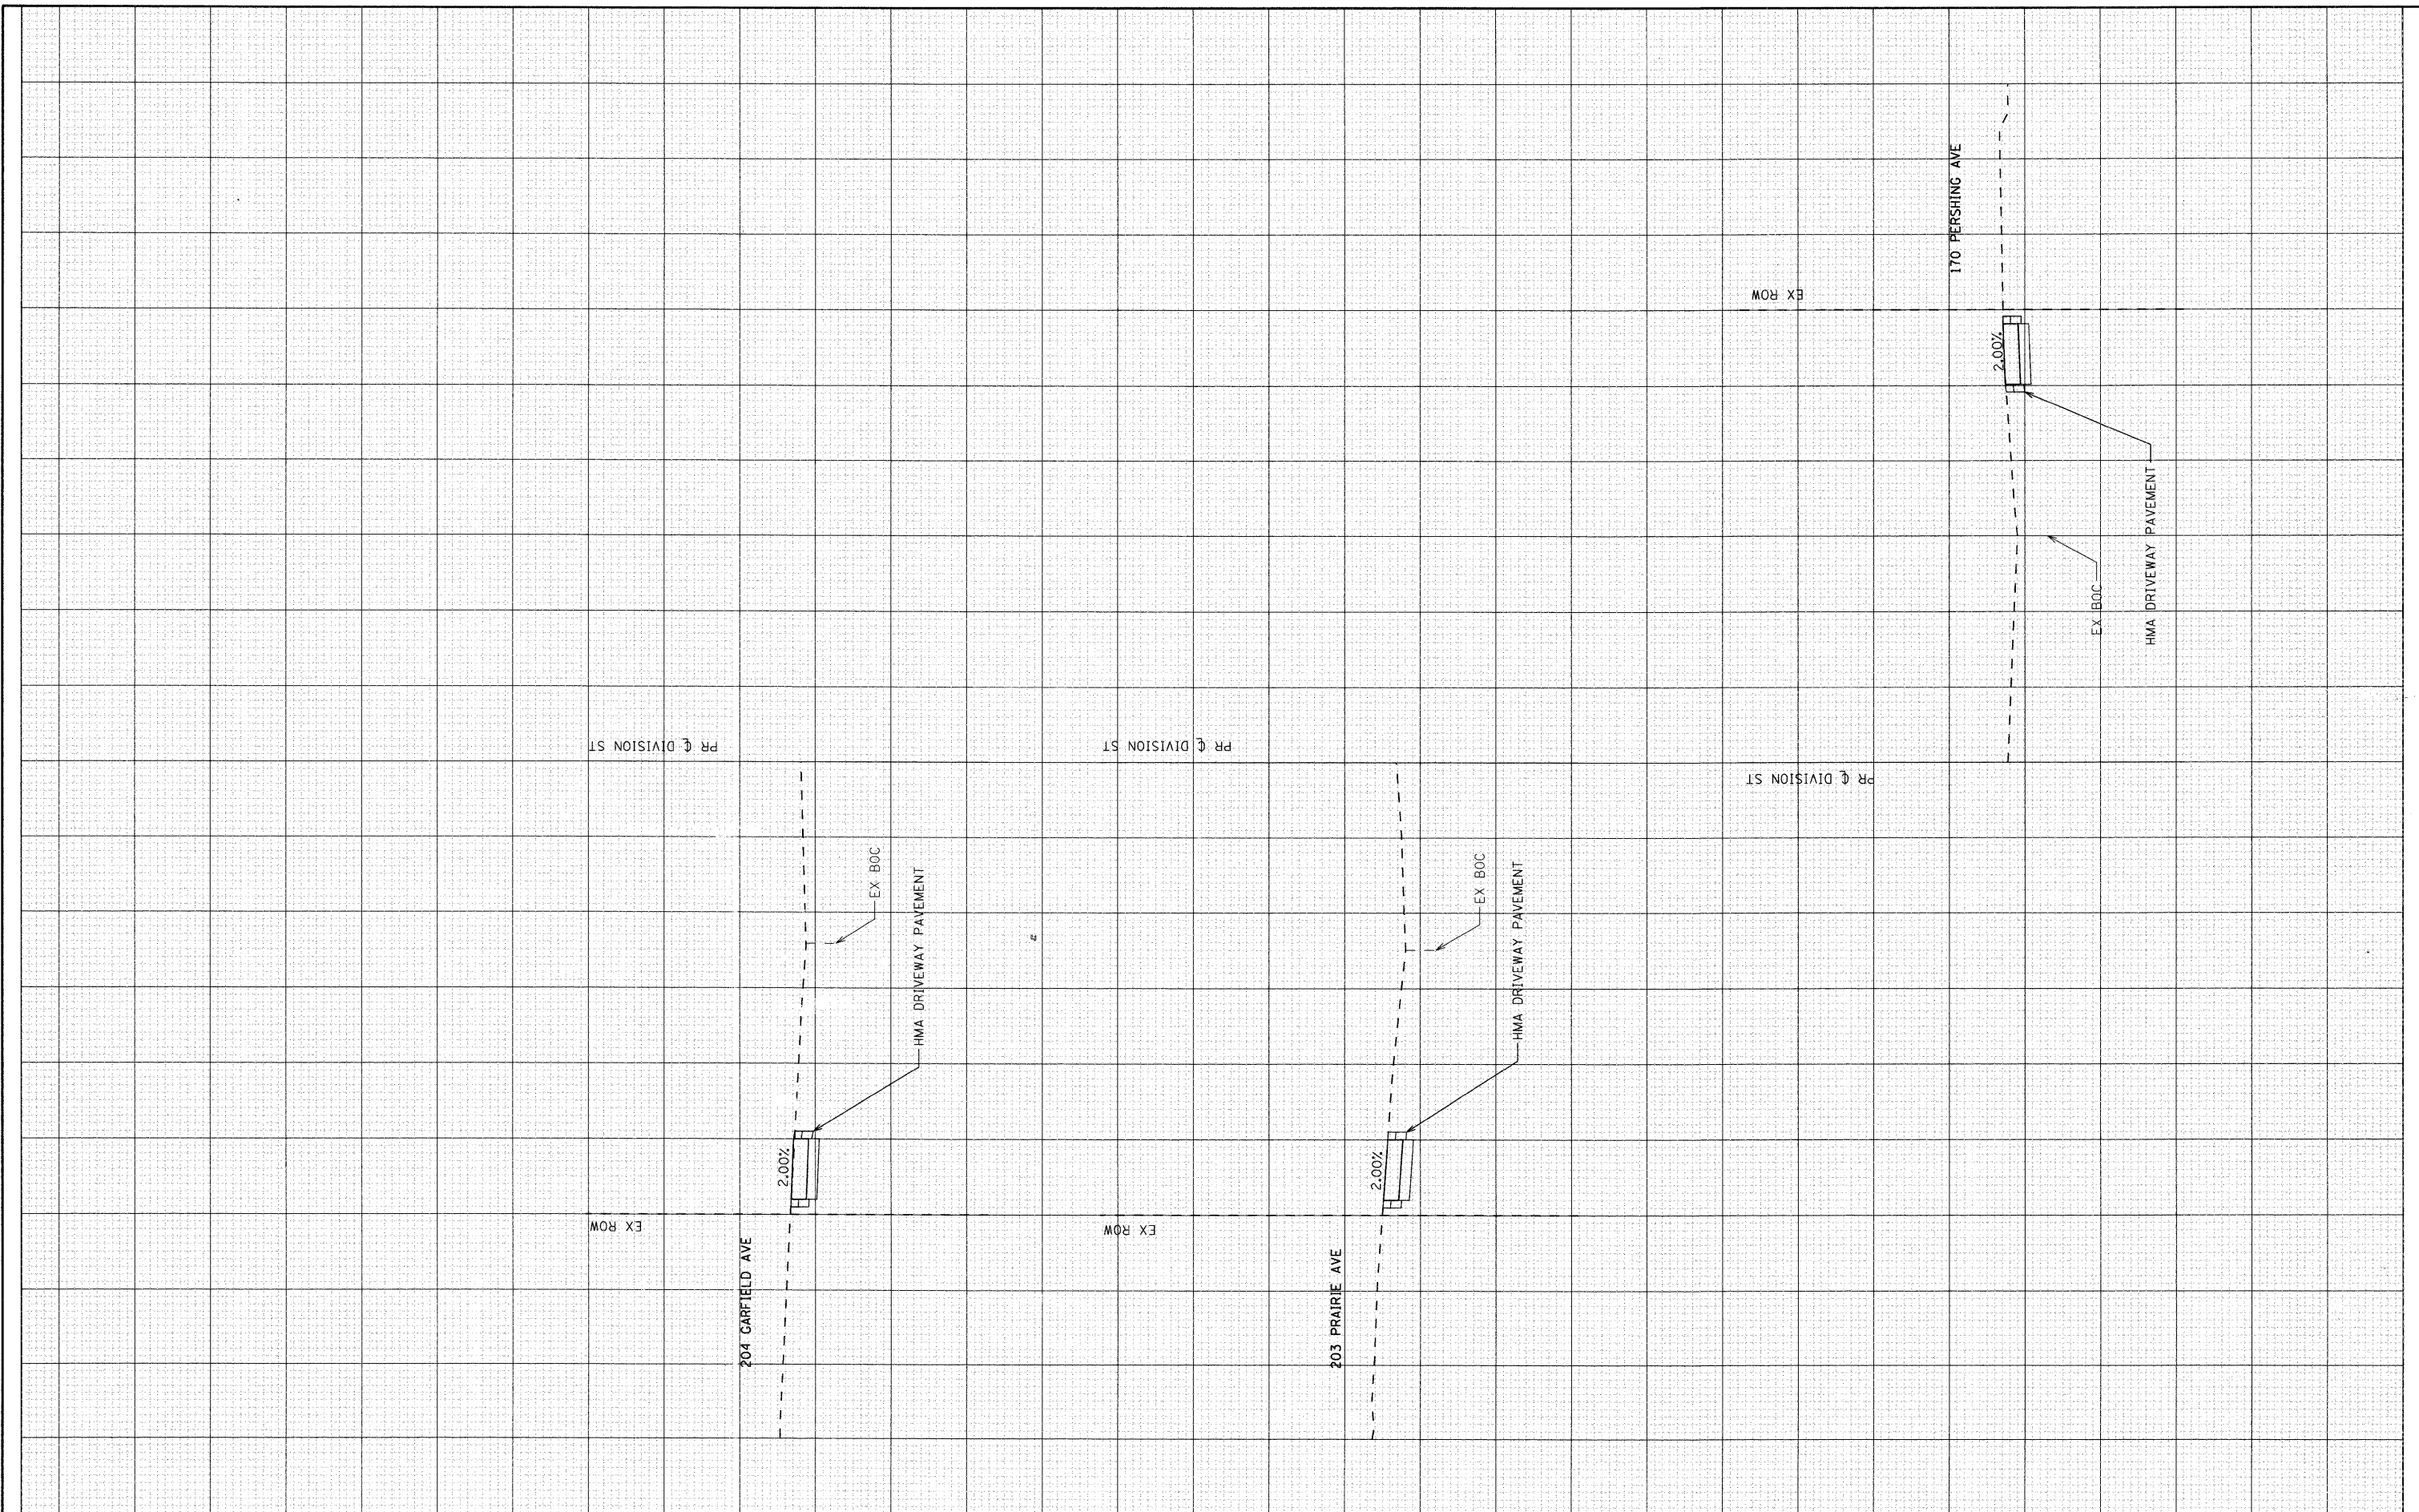 204 GARFIELD AVE
EX ROW
2.00%
HMA DRIVEWAY PAVEMENT
EX BOC
PR ℄ DIVISION ST
203 PRAIRIE AVE
EX ROW
2.00%
HMA DRIVEWAY PAVEMENT
EX BOC
PR ℄ DIVISION ST
170 PERSHING AVE
EX ROW
2.00%
HMA DRIVEWAY PAVEMENT
EX BOC
PR ℄ DIVISION ST